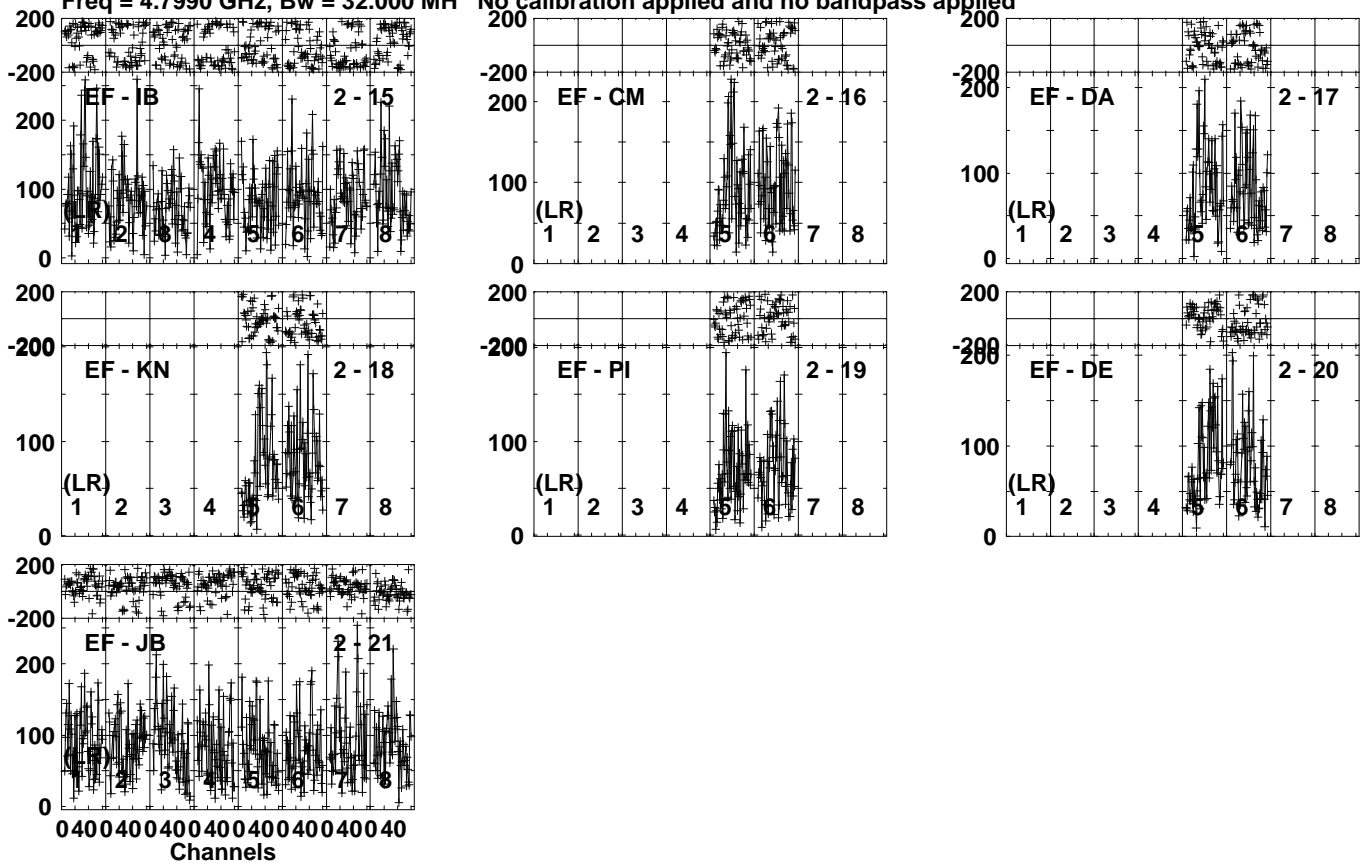 Freq = 4.7990 GHz, Bw = 32.000 MH No calibration applied and no bandpass applied
200
-200
EF - IB 2 - 15
200
100
0
(LR)
1 2 3 4 5 6 7 8
200
-200
EF - CM 2 - 16
200
100
0
(LR)
1 2 3 4 5 6 7 8
200
-200
EF - DA 2 - 17
200
100
0
(LR)
1 2 3 4 5 6 7 8
200
-200
EF - KN 2 - 18
200
100
0
(LR)
1 2 3 4 5 6 7 8
200
-200
EF - PI 2 - 19
200
100
0
(LR)
1 2 3 4 5 6 7 8
200
-200
EF - DE 2 - 20
200
100
0
(LR)
1 2 3 4 5 6 7 8
200
-200
EF - JB 2 - 21
200
100
0
(LR)
1 2 3 4 5 6 7 8
0 40 0 40 0 40 0 40 0 40 0 40 0 40 0 40
Channels